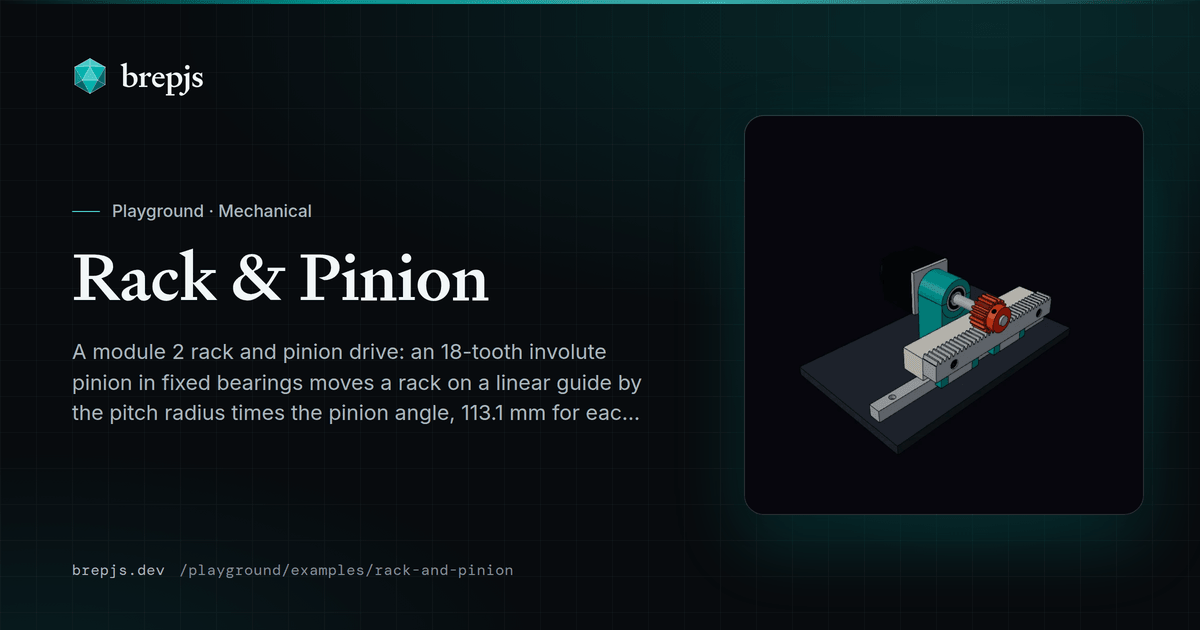 brepjs
Playground · Mechanical
Rack & Pinion
A module 2 rack and pinion drive: an 18-tooth involute
pinion in fixed bearings moves a rack on a linear guide by
the pitch radius times the pinion angle, 113.1 mm for eac…
brepjs.dev /playground/examples/rack-and-pinion